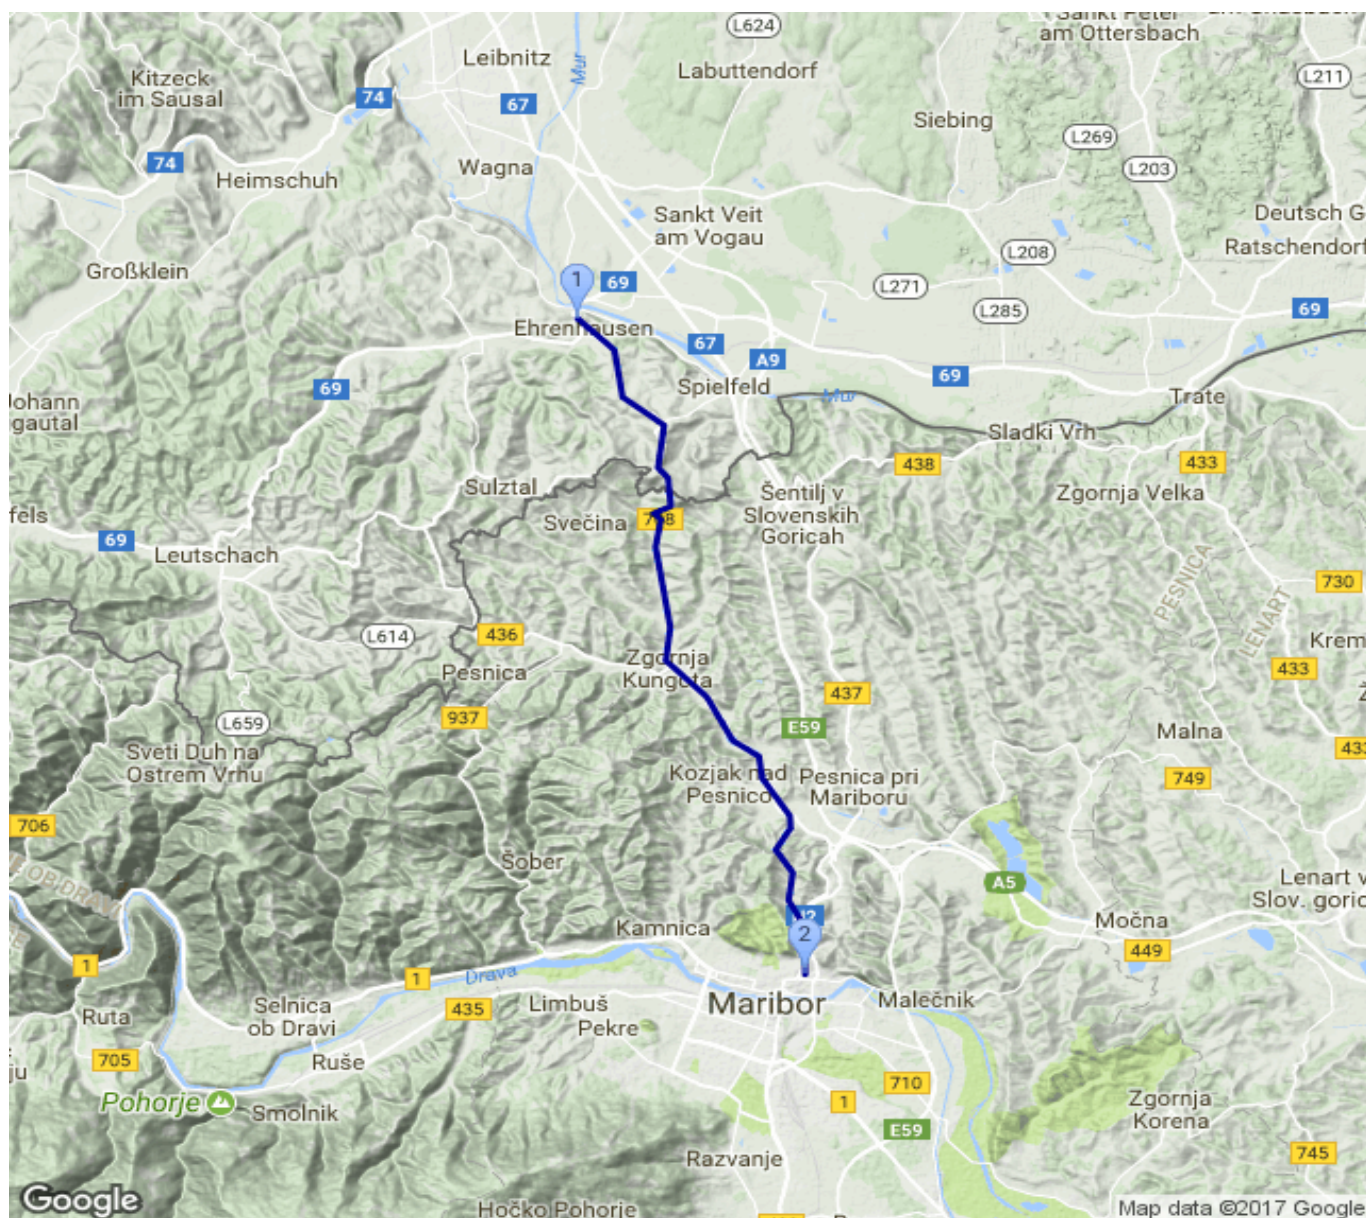 L624
Sankt Peter
am Ottersbach
Leibnitz
Mur
Labuttendorf
L211
Kitzeck
im Sausal
74
67
Siebing
L269
74
Heimschuh
Wagna
L203
Sankt Veit
am Vogau
Deutsch G
Ratschendorf
Großklein
L208
1
69
L271
L285
69
Ehrenhausen
67
A9
69
Spielfeld
69
Mur
Trate
Johann
gautal
Sladki Vrh
438
433
Sulztal
Šentilj v
Slovenskih
Goricah
Zgornja Velka
fels
Svečina
69
Leutschach
PESNICA
730
LENART
L614
436
Pesnica
Zgornja
Kungota
Krem
433
437
L659
937
E59
Malna
433
Sveti Duh na
Ostrem Vrhu
Kozjak nad
Pesnico
Pesnica pri
Mariboru
749
706
Šober
OB DRAVI
A5
Lenart v
Slov. goric
Kamnica
2
Močna
449
1
1
Drava
Selnica
ob Dravi
435
Limbuš
Maribor
Malečnik
Ruta
Pekre
705
Ruše
ju
710
1
Pohorje
Smolnik
Zgornja
Korena
E59
Razvanje
745
Google
Hočko Pohorje
Map data ©2017 Google